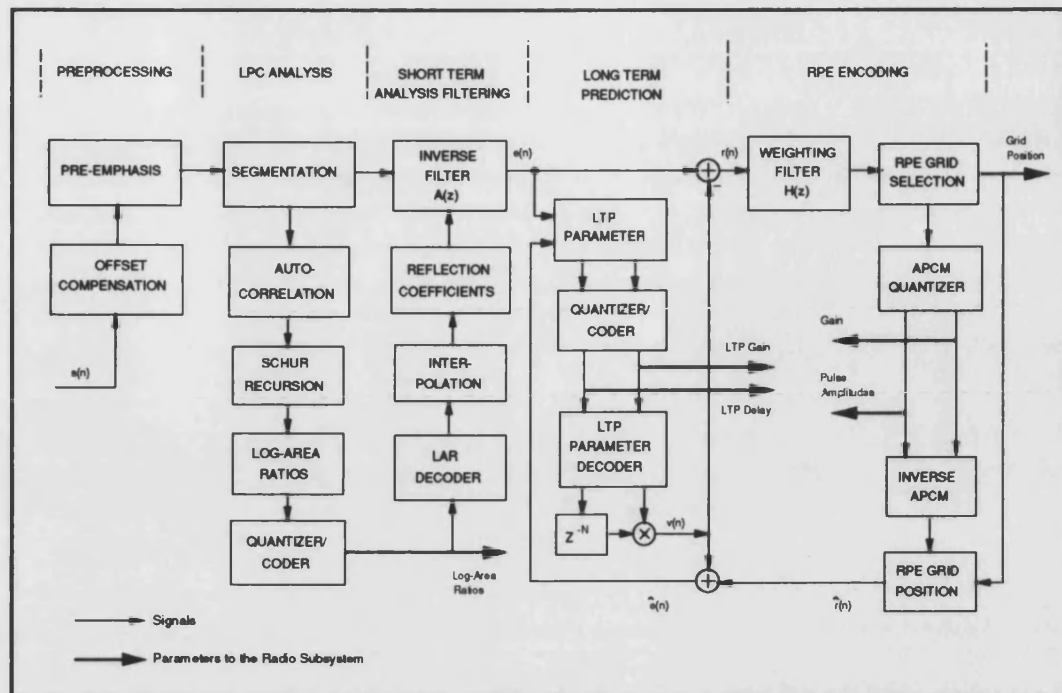 PREPROCESSING
LPC ANALYSIS
SHORT TERM
ANALYSIS FILTERING
LONG TERM
PREDICTION
RPE ENCODING
PRE-EMPHASIS
SEGMENTATION
INVERSE
FILTER
A(z)
e(n)
r(n)
WEIGHTING
FILTER
H(z)
RPE GRID
SELECTION
Grid
Position
OFFSET
COMPENSATION
AUTO-
CORRELATION
REFLECTION
COEFFICIENTS
LTP
PARAMETER
APCM
QUANTIZER
s(n)
SCHUR
RECURSION
INTER-
POLATION
QUANTIZER/
CODER
LTP Gain
LTP Delay
Gain
Pulse
Amplitudes
LOG-AREA
RATIOS
LAR
DECODER
LTP
PARAMETER
DECODER
INVERSE
APCM
QUANTIZER/
CODER
Log-Area
Ratios
Z-N
v(n)
ê(n)
r̂(n)
RPE GRID
POSITION
Signals
Parameters to the Radio Subsystem